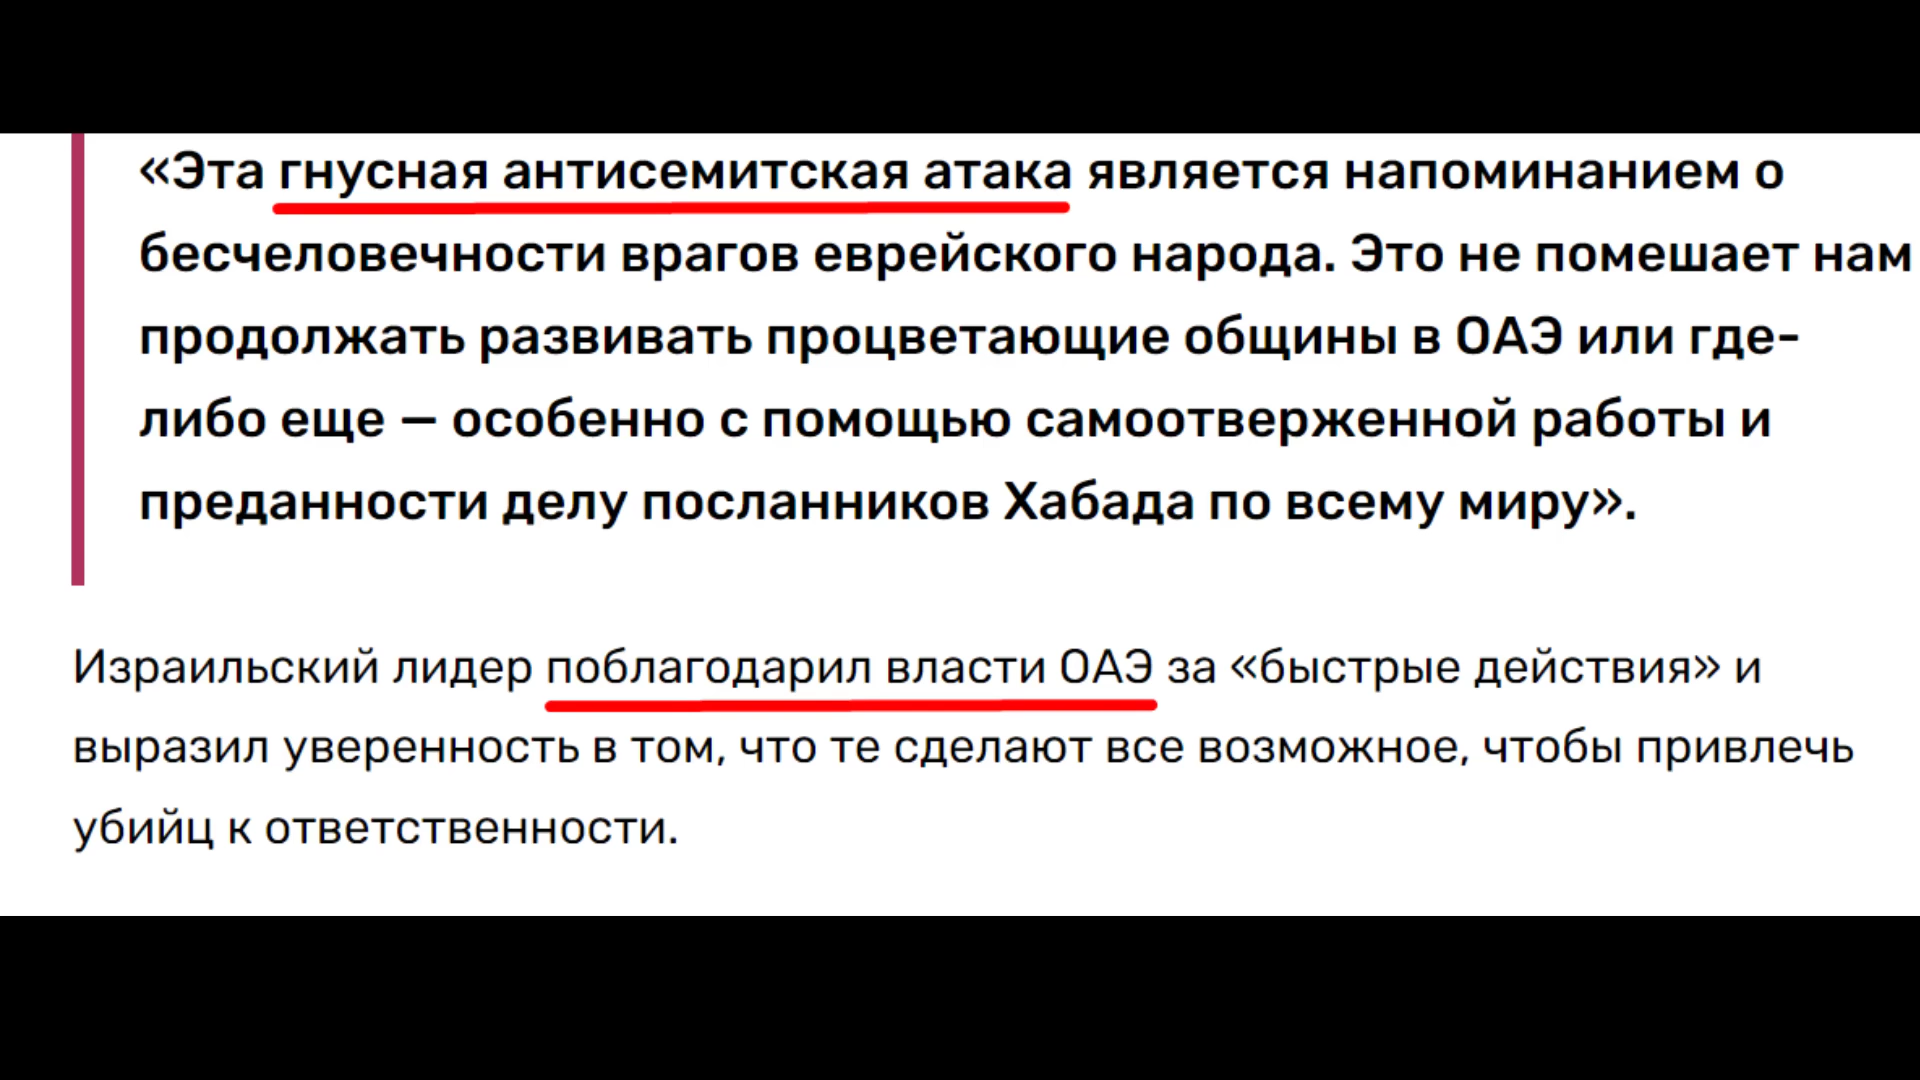 «Эта гнусная антисемитская атака является напоминанием о
бесчеловечности врагов еврейского народа. Это не помешает нам
продолжать развивать процветающие общины в ОАЭ или где-
либо еще — особенно с помощью самоотверженной работы и
преданности делу посланников Хабада по всему миру».
Израильский лидер поблагодарил власти ОАЭ за «быстрые действия» и
выразил уверенность в том, что те сделают все возможное, чтобы привлечь
убийц к ответственности.